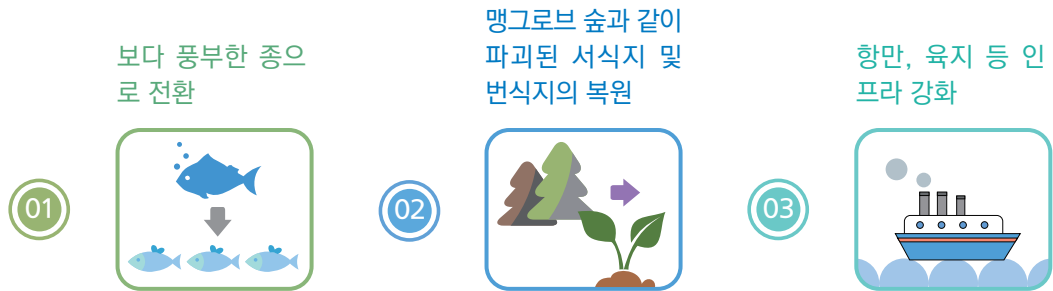 보다 풍부한 종으
로 전환
01
맹그로브 숲과 같이
파괴된 서식지 및
번식지의 복원
02
항만, 육지 등 인
프라 강화
03